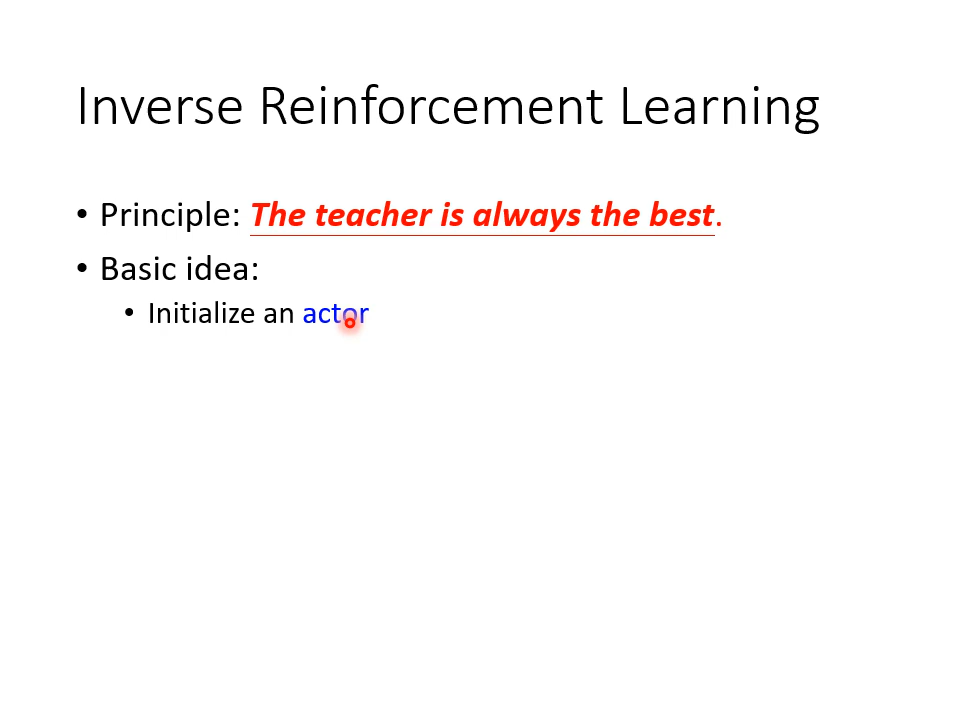 Inverse Reinforcement Learning
• Principle: The teacher is always the best.
• Basic idea:
• Initialize an actor